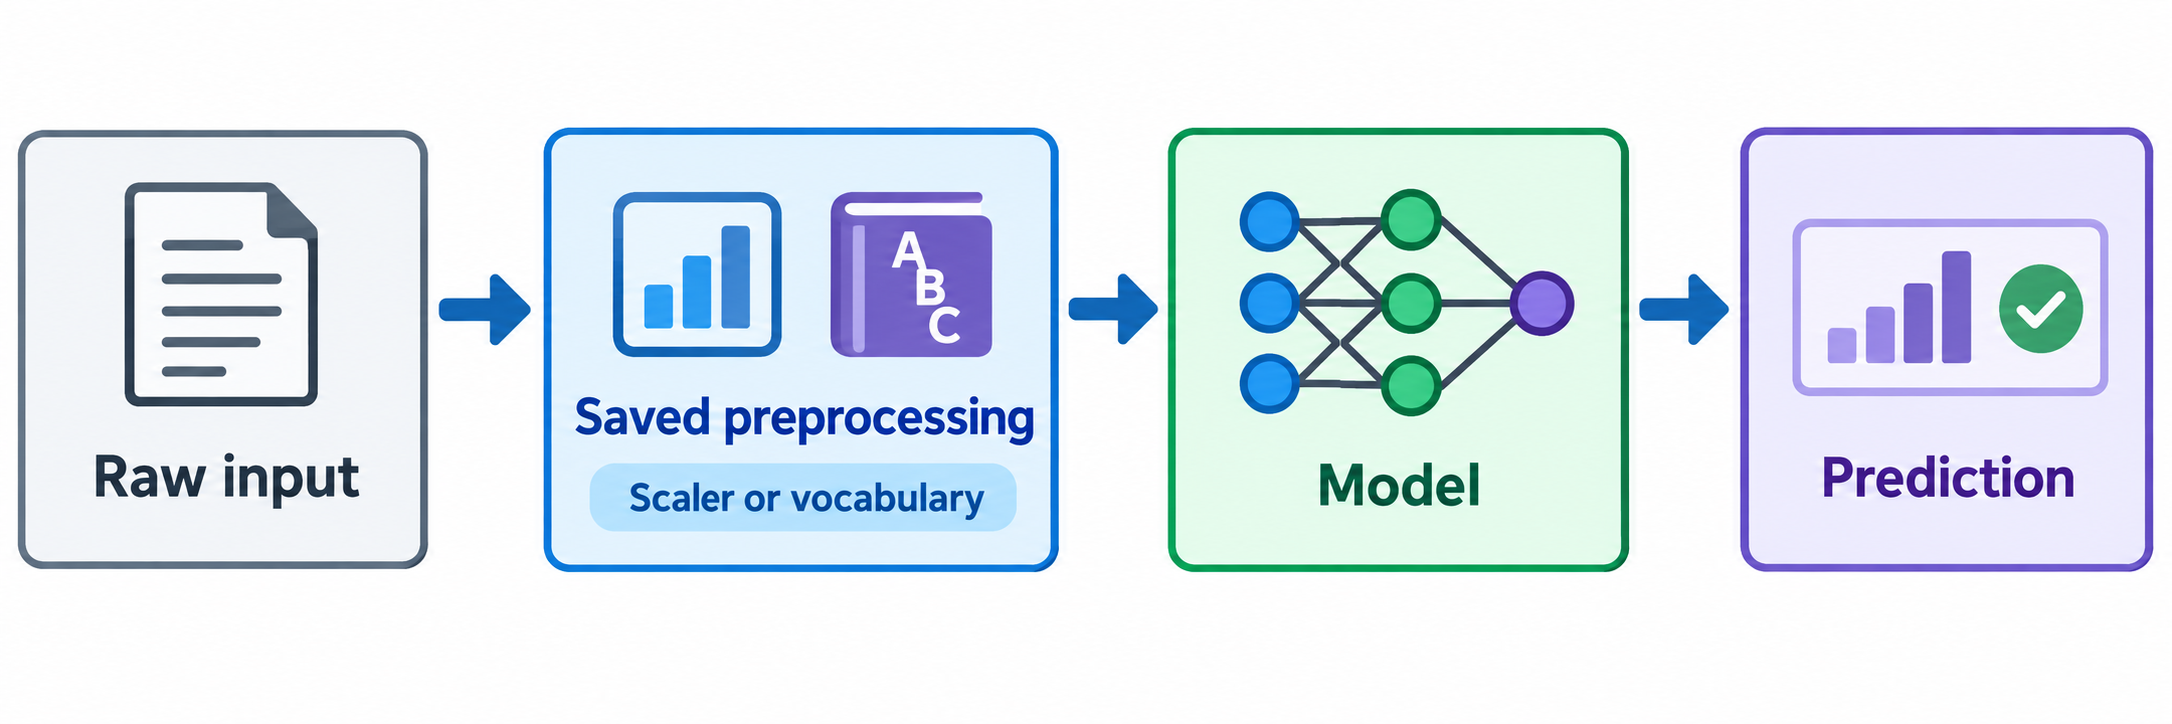 Raw input
A
B
C
Saved preprocessing
Scaler or vocabulary
Model
Prediction